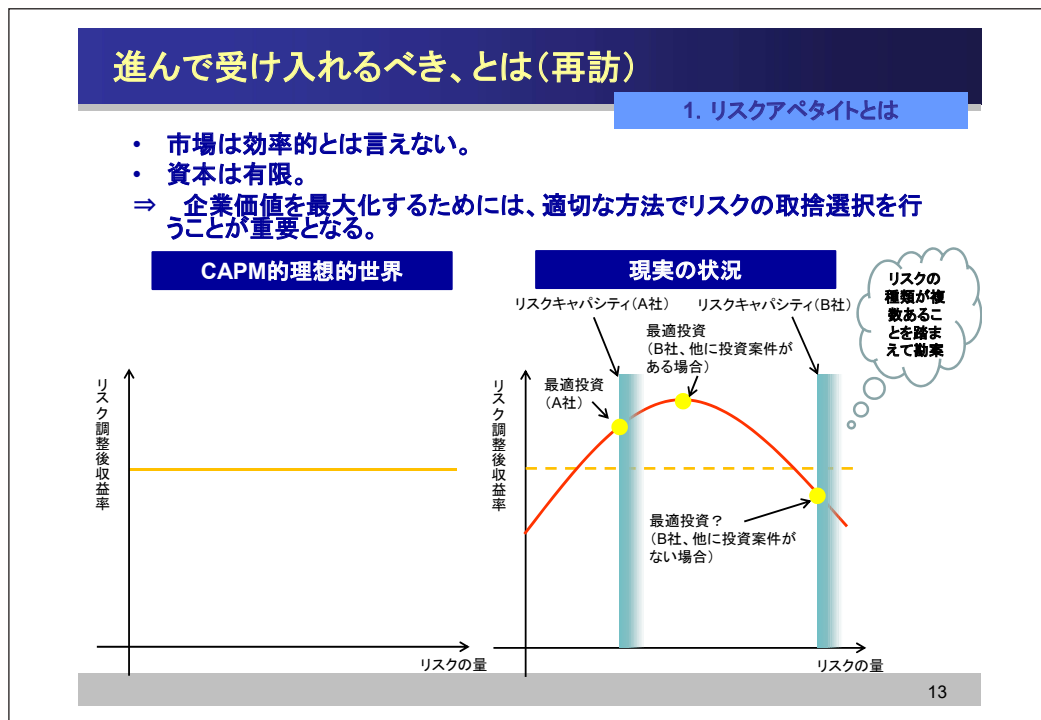 進んで受け入れるべき、とは（再訪）
1．リスクアペタイトとは
• 市場は効率的とは言えない。
• 資本は有限。
⇒ 企業価値を最大化するためには、適切な方法でリスクの取捨選択を行
うことが重要となる。
CAPM的理想的世界
リスク調整後収益率
リスクの量
現実の状況
リスクキャパシティ（A社）
リスクキャパシティ（B社）
最適投資
（B社、他に投資案件が
ある場合）
最適投資
（A社）
リスク調整後収益率
最適投資？
（B社、他に投資案件が
ない場合）
リスクの量
リスクの
種類が複
数あるこ
とを踏ま
えて勘案
13